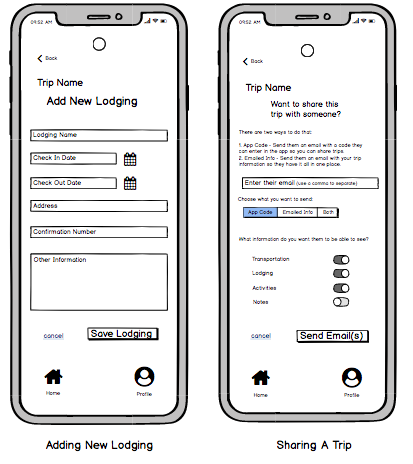 09:52 AM
Back
Trip Name
Add New Lodging
Lodging Name
Check In Date
Check Out Date
Address
Confirmation Number
Other Information
cancel
Save Lodging
Home
Profile
Adding New Lodging
09:52 AM
Back
Trip Name
Want to share this
trip with someone?
There are two ways to do that:
1. App Code - Send them an email with a code they
can enter in the app so you can share trips.
2. Emailed Info - Send them an email with your trip
information so they have it all in one place.
Enter their email (use a comma to separate)
Choose what you want to send:
App Code
Emailed Info
Both
What information do you want them to be able to see?
Transportation
Lodging
Activities
Notes
cancel
Send Email(s)
Home
Profile
Sharing A Trip